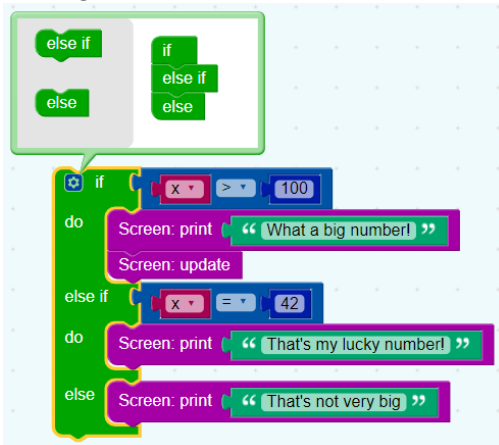 else if
else
if
else if
else
if x > 100
do Screen: print “ What a big number! ”
Screen: update
else if x = 42
do Screen: print “ That's my lucky number! ”
else Screen: print “ That's not very big ”